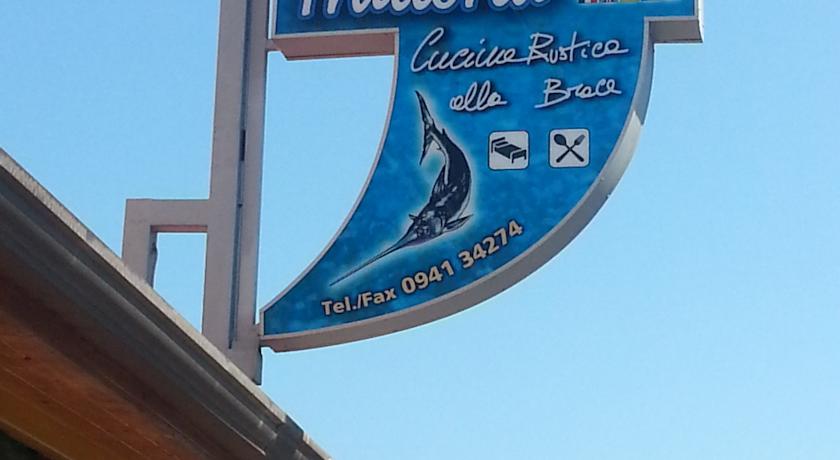 Cucina Rustica
alla Brace
Tel./Fax 0941 34274